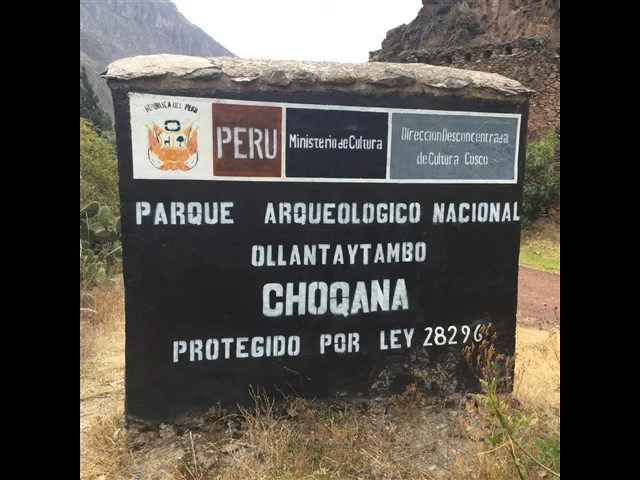 REPUBLICA DEL PERU
PERU
Ministerio de Cultura
Direccion Desconcentrada
de Cultura Cusco
PARQUE ARQUEOLOGICO NACIONAL
OLLANTAYTAMBO
CHOQANA
PROTEGIDO POR LEY 28296